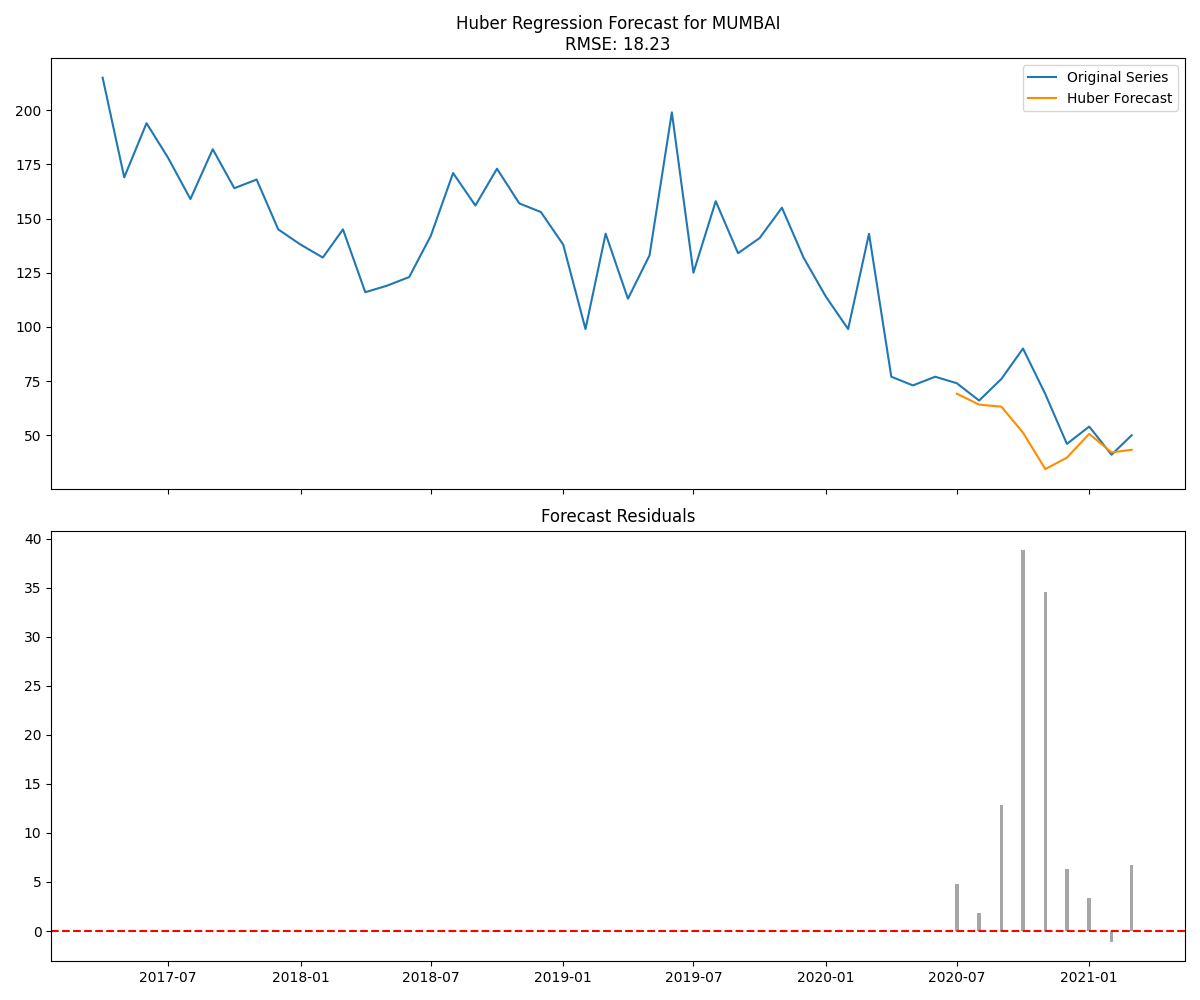 Huber Regression Forecast for MUMBAI
RMSE: 18.23
Original Series
Huber Forecast
200
175
150
125
100
75
50
Forecast Residuals
40
35
30
25
20
15
10
5
0
2017-07 2018-01 2018-07 2019-01 2019-07 2020-01 2020-07 2021-01